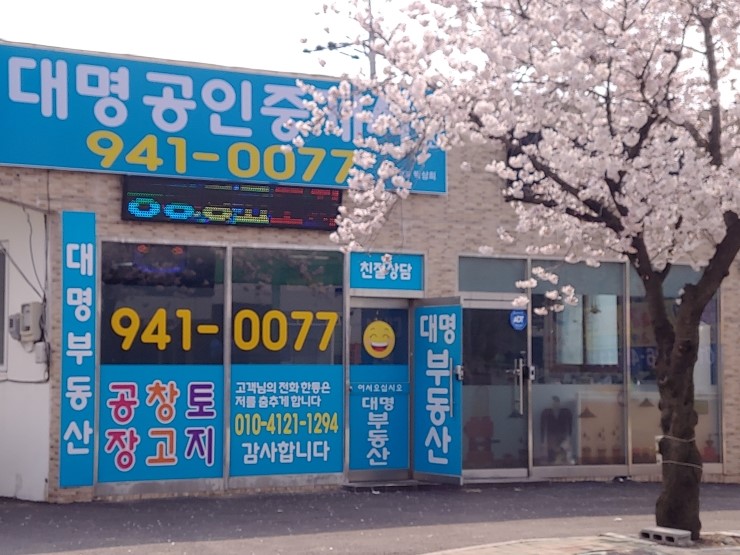 대명공인중개사
941-0077
대명부동산
친절상담
941-0077
공장
창고
토지
고객님의 전화 한통은
저를 춤추게 합니다
010-4121-1294
감사합니다
어서오십시오
대명
부동산
대명부동산
ADT